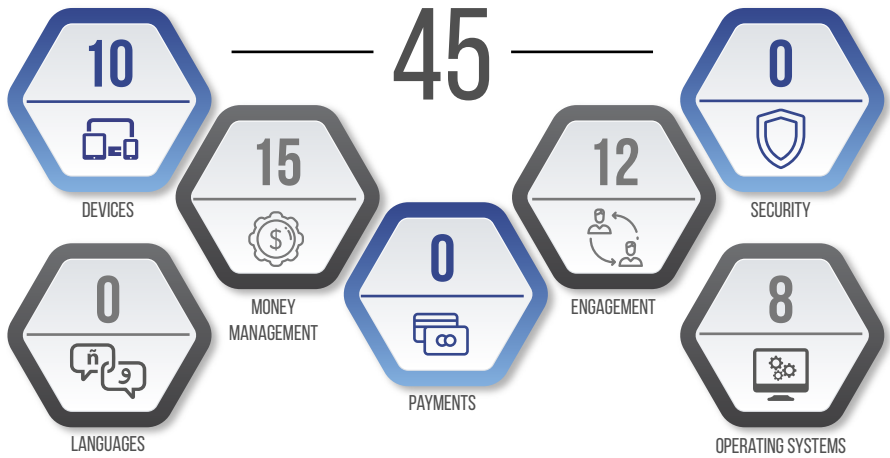 45
10
DEVICES
15
MONEY
MANAGEMENT
0
PAYMENTS
12
ENGAGEMENT
0
SECURITY
0
ñ
و
LANGUAGES
8
OPERATING SYSTEMS